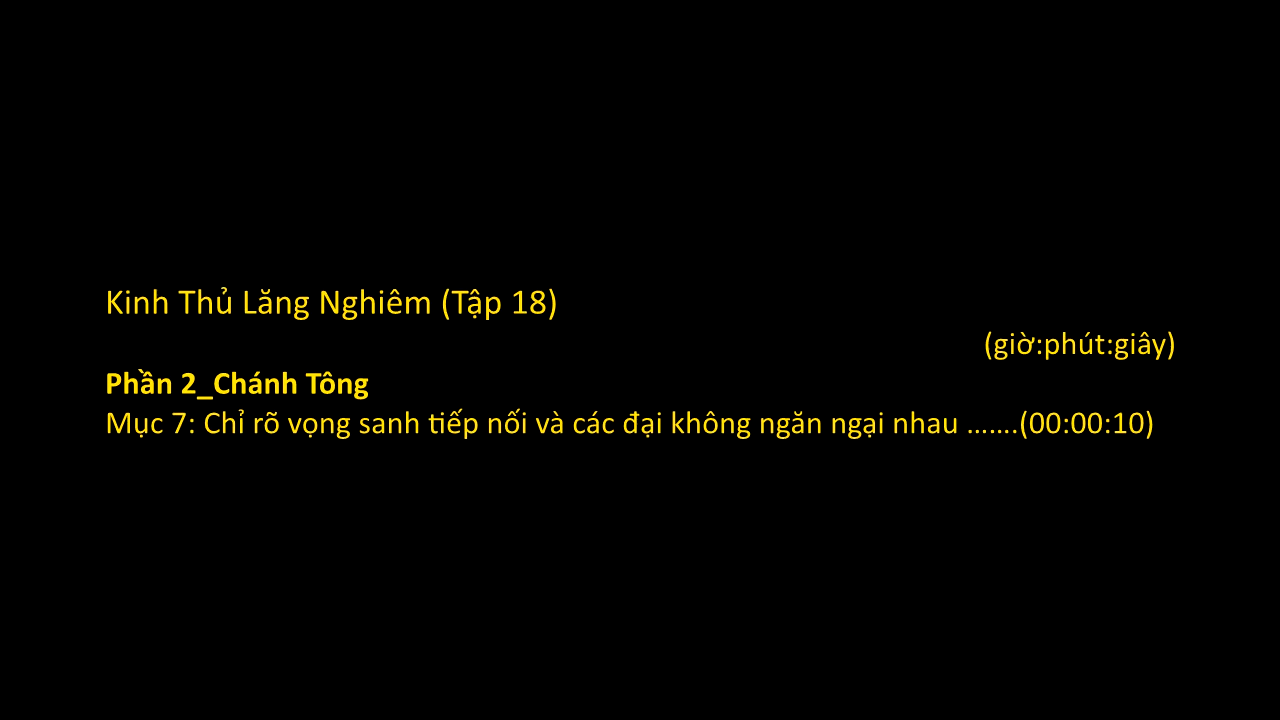 Kinh Thủ Lăng Nghiêm (Tập 18)
(giờ:phút:giây)
Phần 2_Chánh Tông
Mục 7: Chỉ rõ vọng sanh tiếp nối và các đại không ngăn ngại nhau …….(00:00:10)